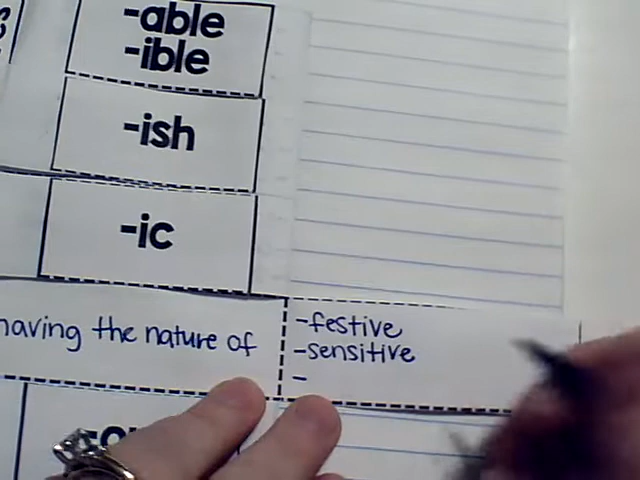 -able
-ible
-ish
-ic
having the nature of
-festive
-sensitive
-